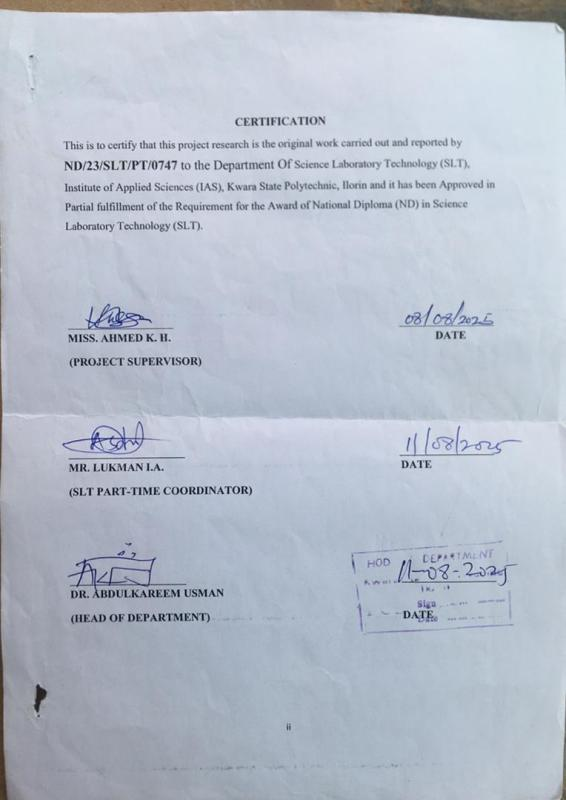 CERTIFICATION
This is to certify that this project research is the original work carried out and reported by
ND/23/SLT/PT/0747 to the Department Of Science Laboratory Technology (SLT),
Institute of Applied Sciences (IAS), Kwara State Polytechnic, Ilorin and it has been Approved in
Partial fulfillment of the Requirement for the Award of National Diploma (ND) in Science
Laboratory Technology (SLT).
08/08/2025
MISS. AHMED K. H.
DATE
(PROJECT SUPERVISOR)
11/08/2025
MR. LUKMAN I.A.
DATE
(SLT PART-TIME COORDINATOR)
HOD DEPARTMENT
11-08-2025
DR. ABDULKAREEM USMAN
Sign
DATE
Date
(HEAD OF DEPARTMENT)
ii